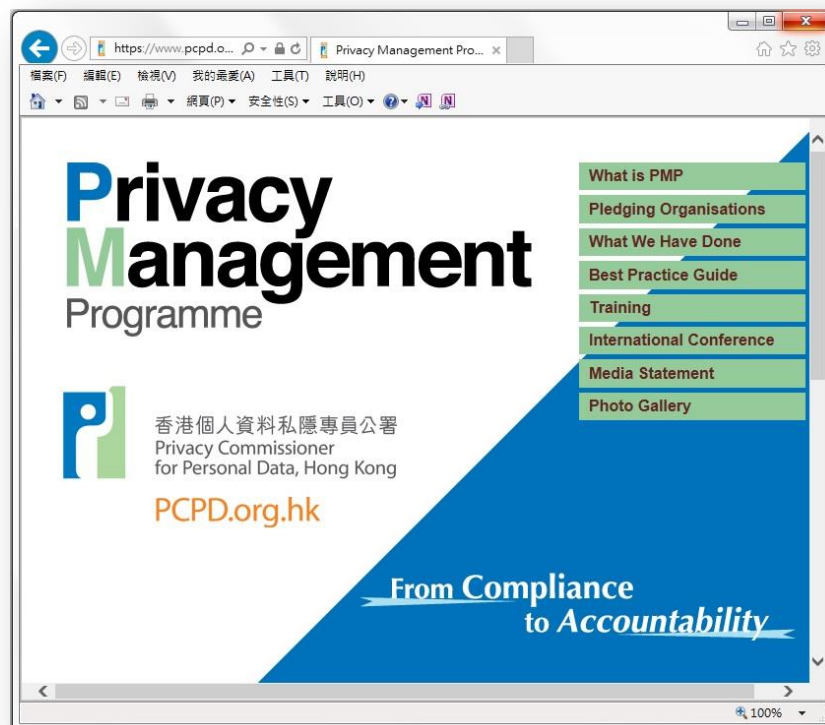 https://www.pcpd.o...
Privacy Management Pro...
檔案(F) 編輯(E) 檢視(V) 我的最愛(A) 工具(T) 說明(H)
網頁(P) 安全性(S) 工具(O)
Privacy
Management
Programme
What is PMP
Pledging Organisations
What We Have Done
Best Practice Guide
Training
International Conference
Media Statement
Photo Gallery
香港個人資料私隱專員公署
Privacy Commissioner
for Personal Data, Hong Kong
PCPD.org.hk
From Compliance
to Accountability
100%